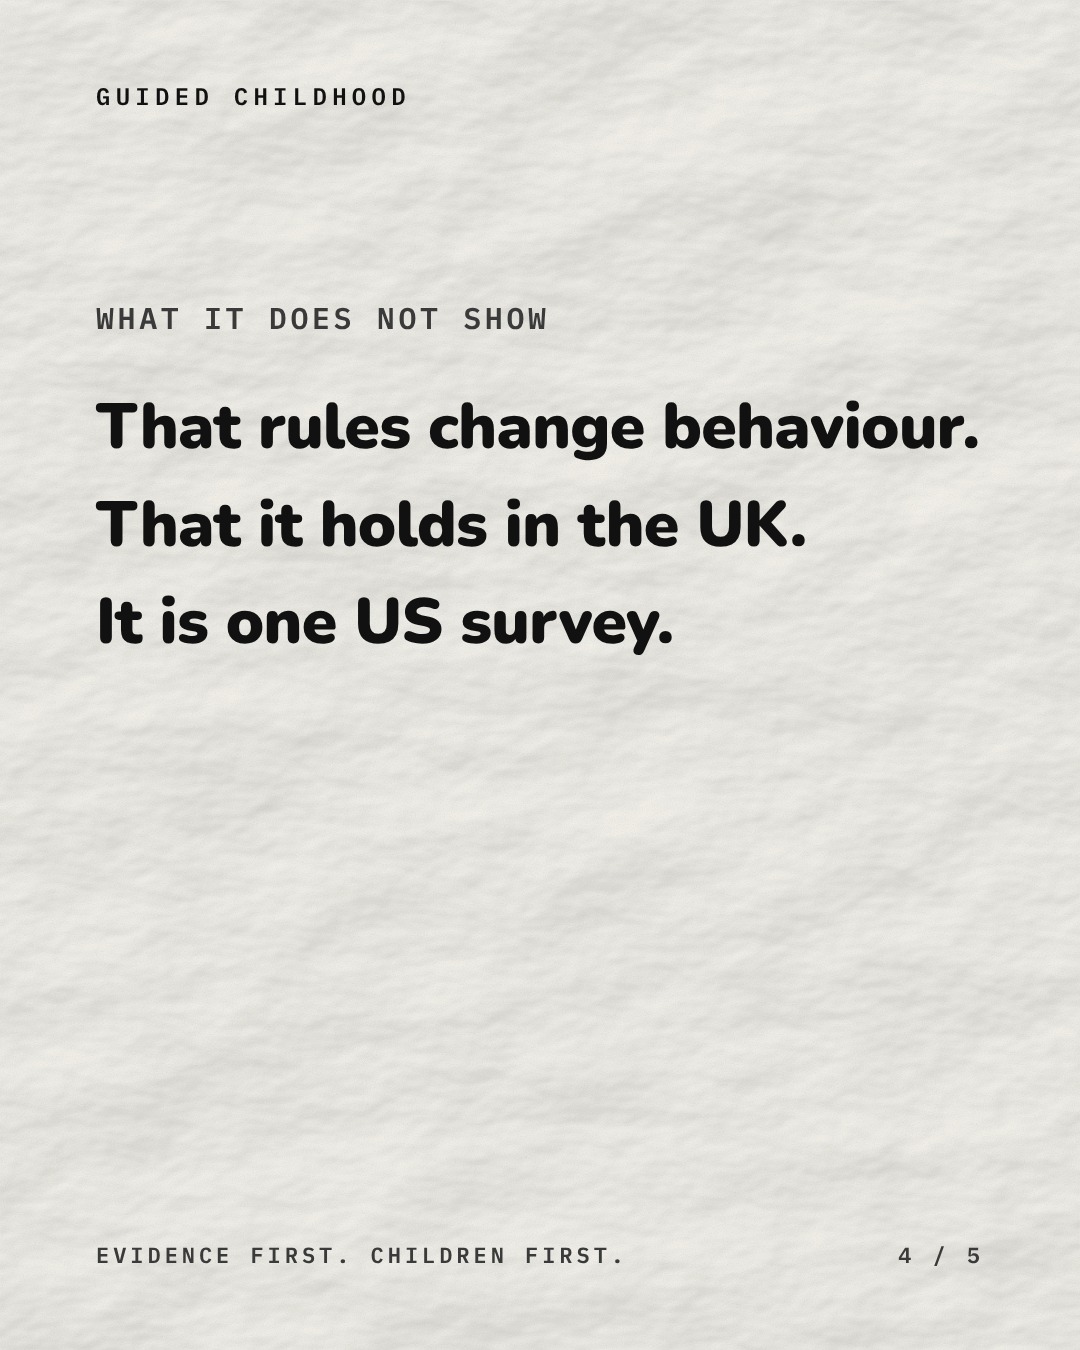 GUIDED CHILDHOOD
WHAT IT DOES NOT SHOW
That rules change behaviour.
That it holds in the UK.
It is one US survey.
EVIDENCE FIRST. CHILDREN FIRST.
4 / 5